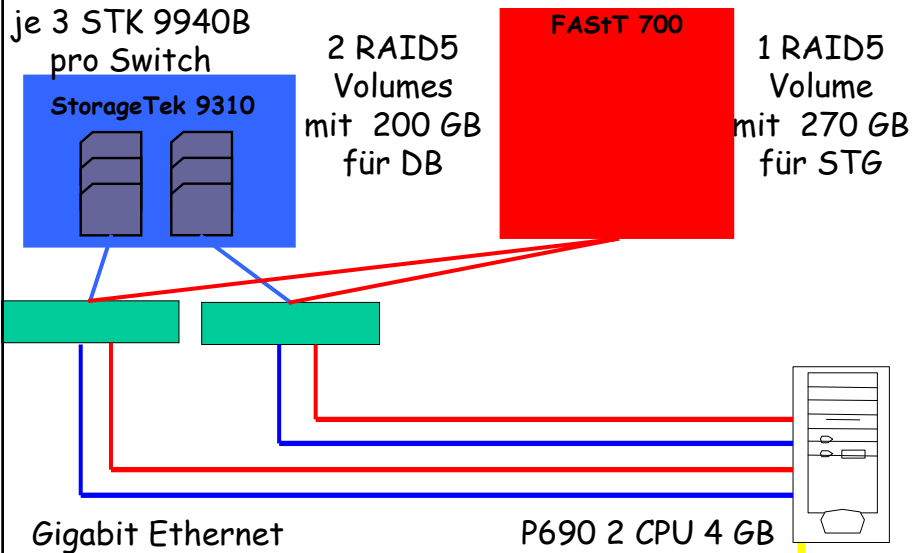 je 3 STK 9940B
pro Switch
StorageTek 9310
2 RAID5
Volumes
mit 200 GB
für DB
FAStT 700
1 RAID5
Volume
mit 270 GB
für STG
Gigabit Ethernet
P690 2 CPU 4 GB